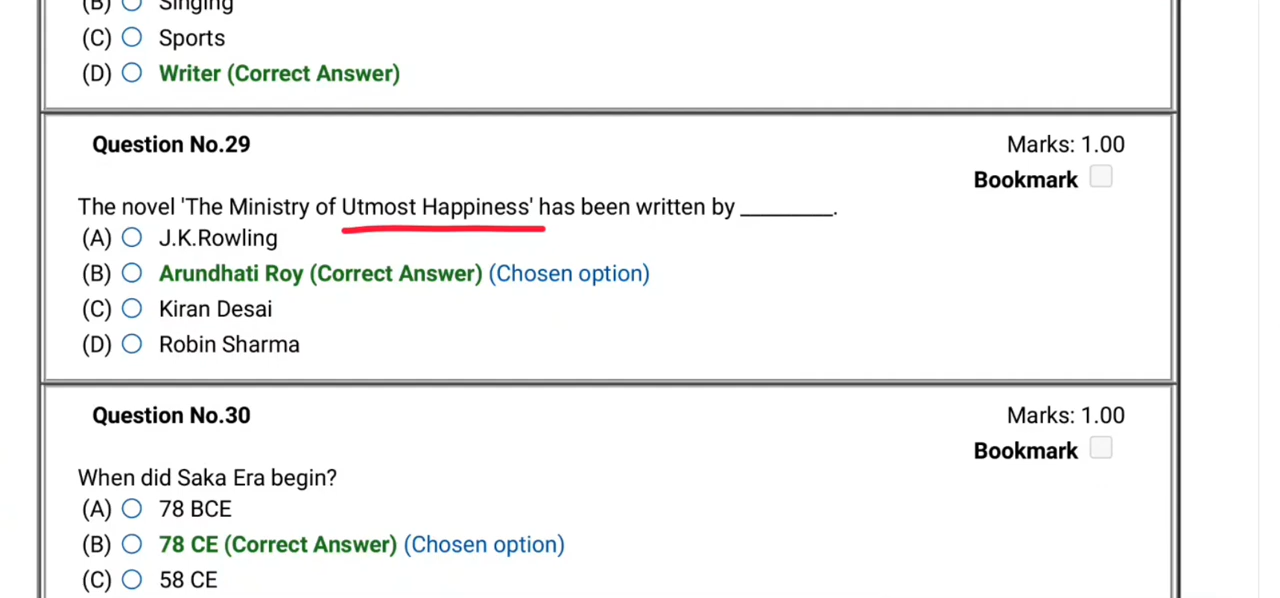 (B) Singing
(C) Sports
(D) Writer (Correct Answer)
Question No.29
Marks: 1.00
Bookmark
The novel 'The Ministry of Utmost Happiness' has been written by ________.
(A) J.K.Rowling
(B) Arundhati Roy (Correct Answer) (Chosen option)
(C) Kiran Desai
(D) Robin Sharma
Question No.30
Marks: 1.00
Bookmark
When did Saka Era begin?
(A) 78 BCE
(B) 78 CE (Correct Answer) (Chosen option)
(C) 58 CE